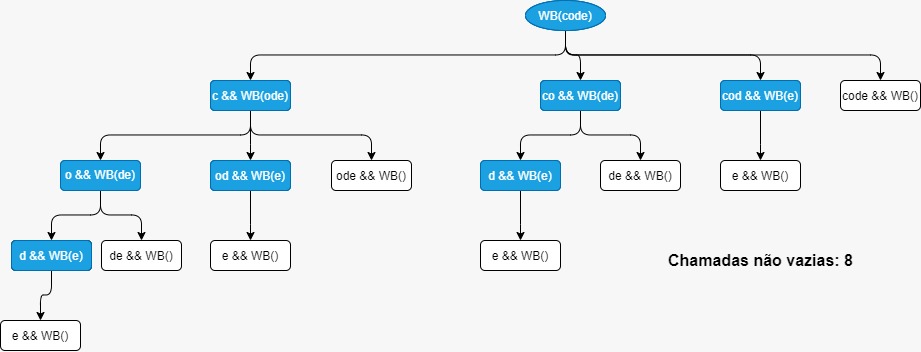 WB(code)
c && WB(ode)
co && WB(de)
cod && WB(e)
code && WB()
o && WB(de)
od && WB(e)
ode && WB()
d && WB(e)
de && WB()
e && WB()
d && WB(e)
de && WB()
e && WB()
e && WB()
Chamadas não vazias: 8
e && WB()